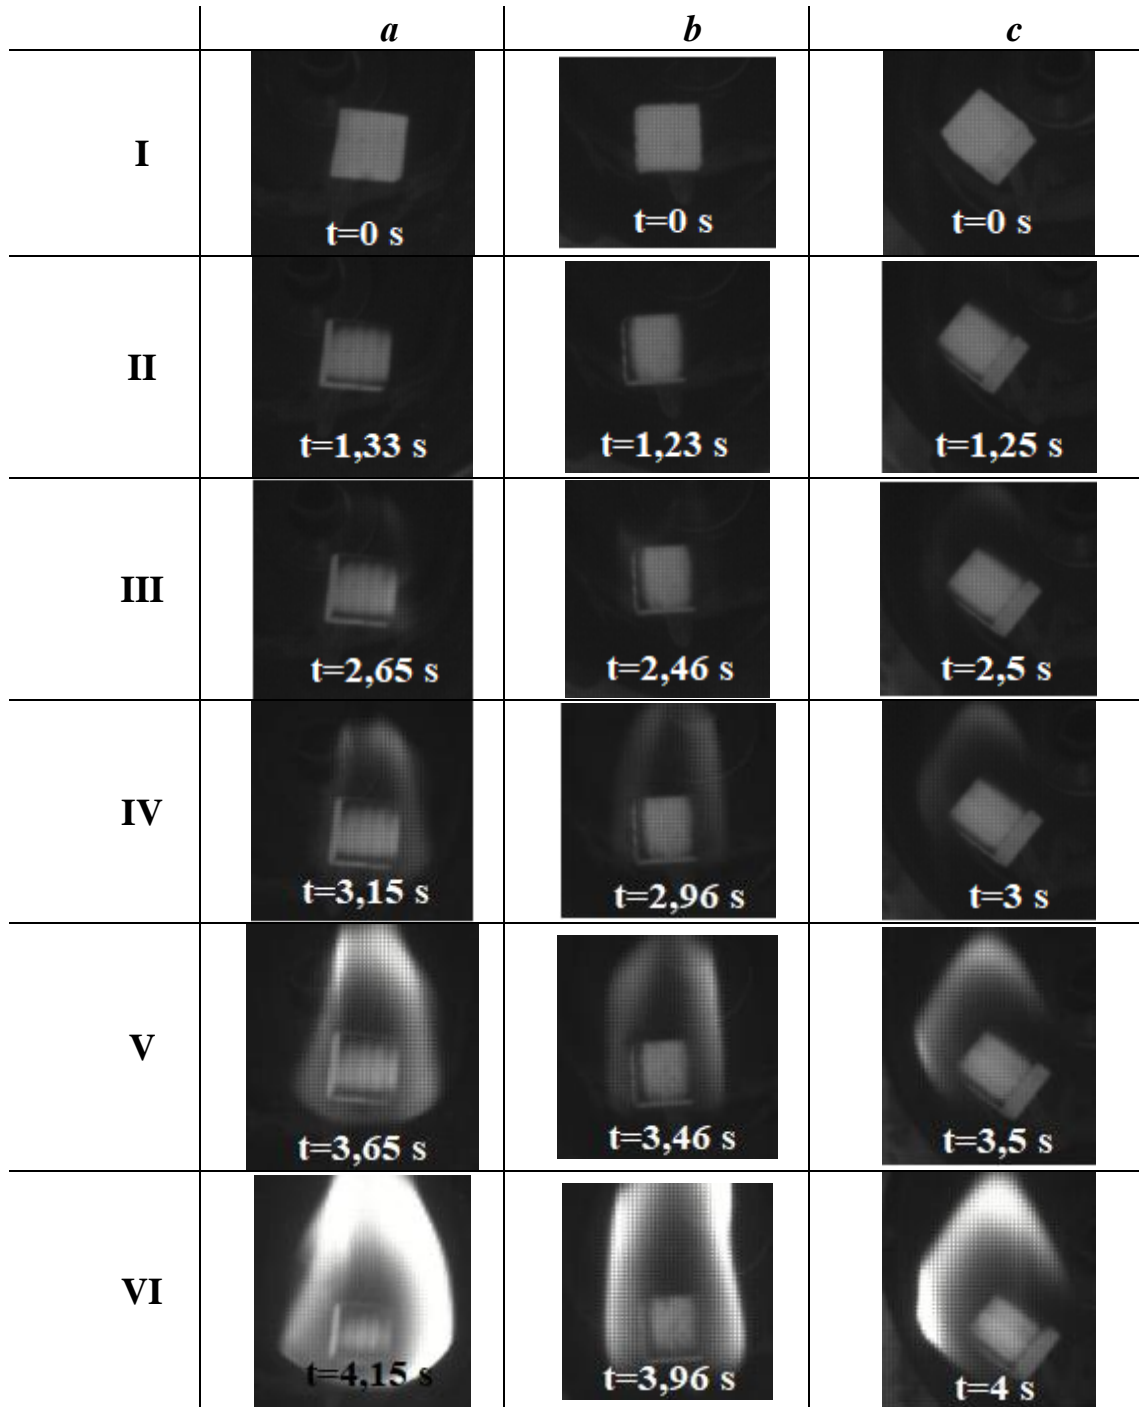 a b c
I t=0 s t=0 s t=0 s
II t=1,33 s t=1,23 s t=1,25 s
III t=2,65 s t=2,46 s t=2,5 s
IV t=3,15 s t=2,96 s t=3 s
V t=3,65 s t=3,46 s t=3,5 s
VI t=4,15 s t=3,96 s t=4 s